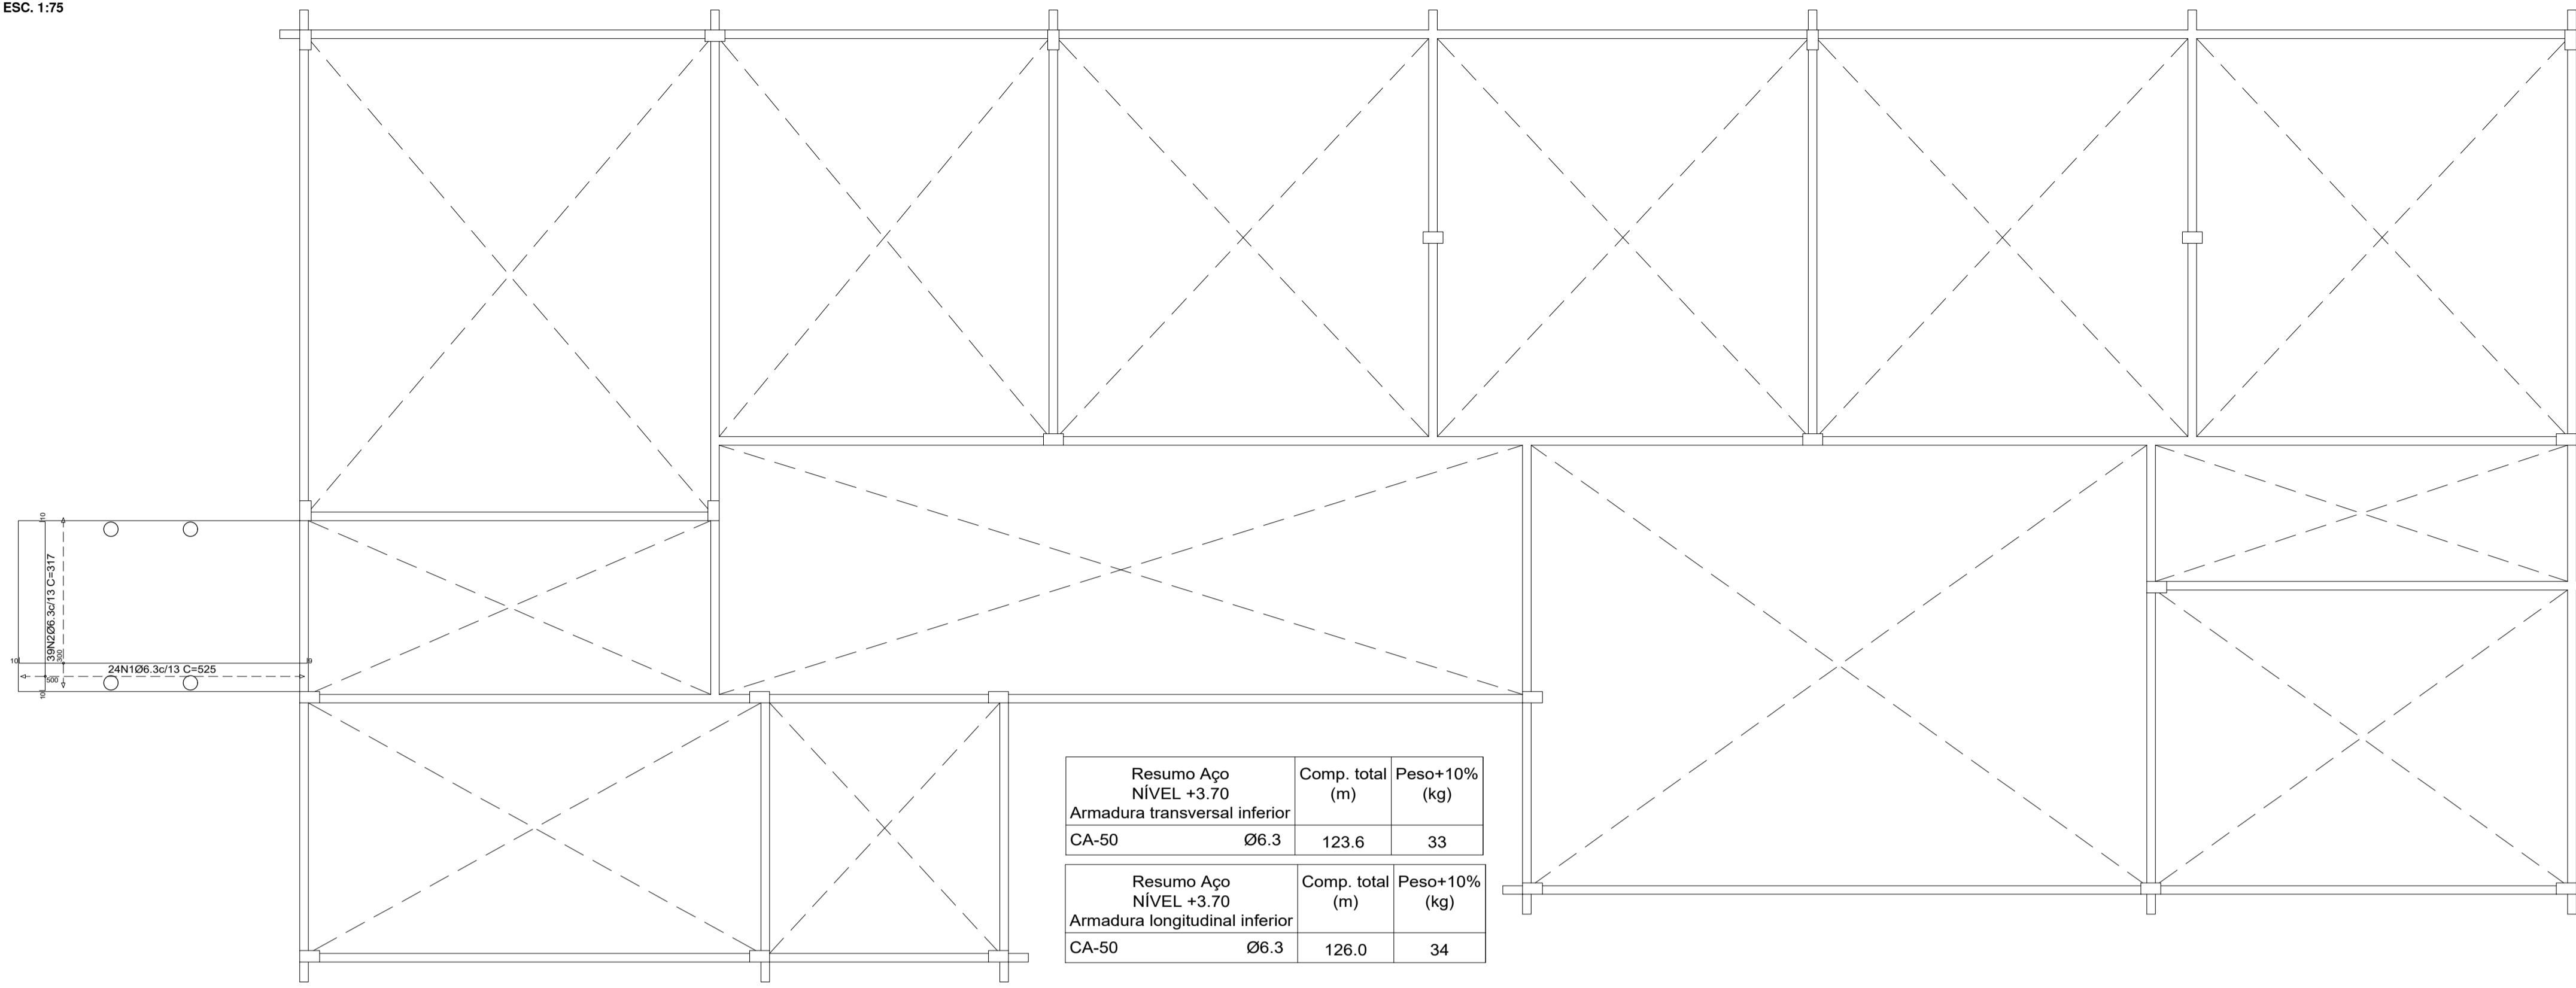 ESC. 1:75
10
39N2Ø6.3c/13 C=317
300
10
9
24N1Ø6.3c/13 C=525
500
10
Resumo Aço Comp. total Peso+10%
NÍVEL +3.70 (m) (kg)
Armadura transversal inferior
CA-50 Ø6.3 123.6 33
Resumo Aço Comp. total Peso+10%
NÍVEL +3.70 (m) (kg)
Armadura longitudinal inferior
CA-50 Ø6.3 126.0 34